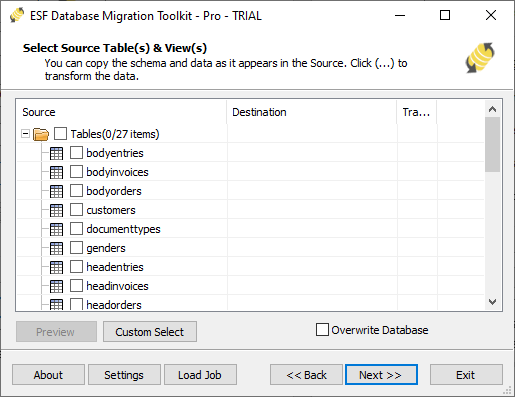 ESF Database Migration Toolkit - Pro - TRIAL
Select Source Table(s) & View(s)
You can copy the schema and data as it appears in the Source. Click (...) to
transform the data.
Source Destination Tra...
Tables(0/27 items)
bodyentries
bodyinvoices
bodyorders
customers
documenttypes
genders
headentries
headinvoices
headorders
Preview Custom Select Overwrite Database
About Settings Load Job << Back Next >> Exit